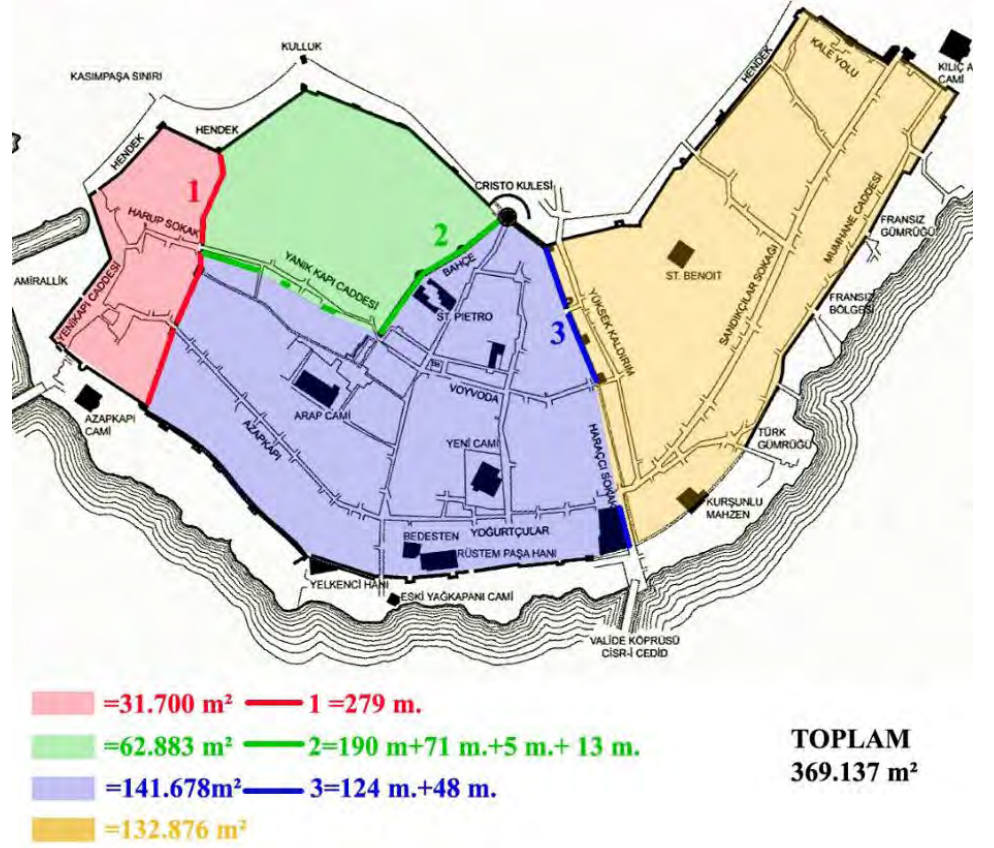 KULLUK
KASIMPAŞA SINIRI
HENDEK
HENDEK
HENDEK
KALE YOLU
KILIÇ A
CAMİ
1
HARUP SOKAK
CRISTO KULESİ
2
BAHÇE
YANIK KAPI CADDESİ
ST. PIETRO
ST. BENOIT
MUMHANE CADDESİ
SANDIKÇILAR SOKAĞI
FRANSIZ
GÜMRÜĞÜ
FRANSIZ
BÖLGESİ
AMİRALLİK
YENİKAPI CADDESİ
3
YÜKSEK KALDIRIM
AZAPKAPI
CAMİ
ARAP CAMİ
VOYVODA
AZAPKAPI
YENİ CAMİ
HARAÇCI SOKAK
TÜRK
GÜMRÜĞÜ
KURŞUNLU
MAHZEN
YOĞURTÇULAR
BEDESTEN
RÜSTEM PAŞA HANI
YELKENCİ HANI
ESKİ YAĞKAPANI CAMİ
VALİDE KÖPRÜSÜ
CİSR-İ CEDİD
=31.700 m² 1 =279 m.
=62.883 m² 2=190 m+71 m.+5 m.+ 13 m.
=141.678m² 3=124 m.+48 m.
=132.876 m²
TOPLAM
369.137 m²